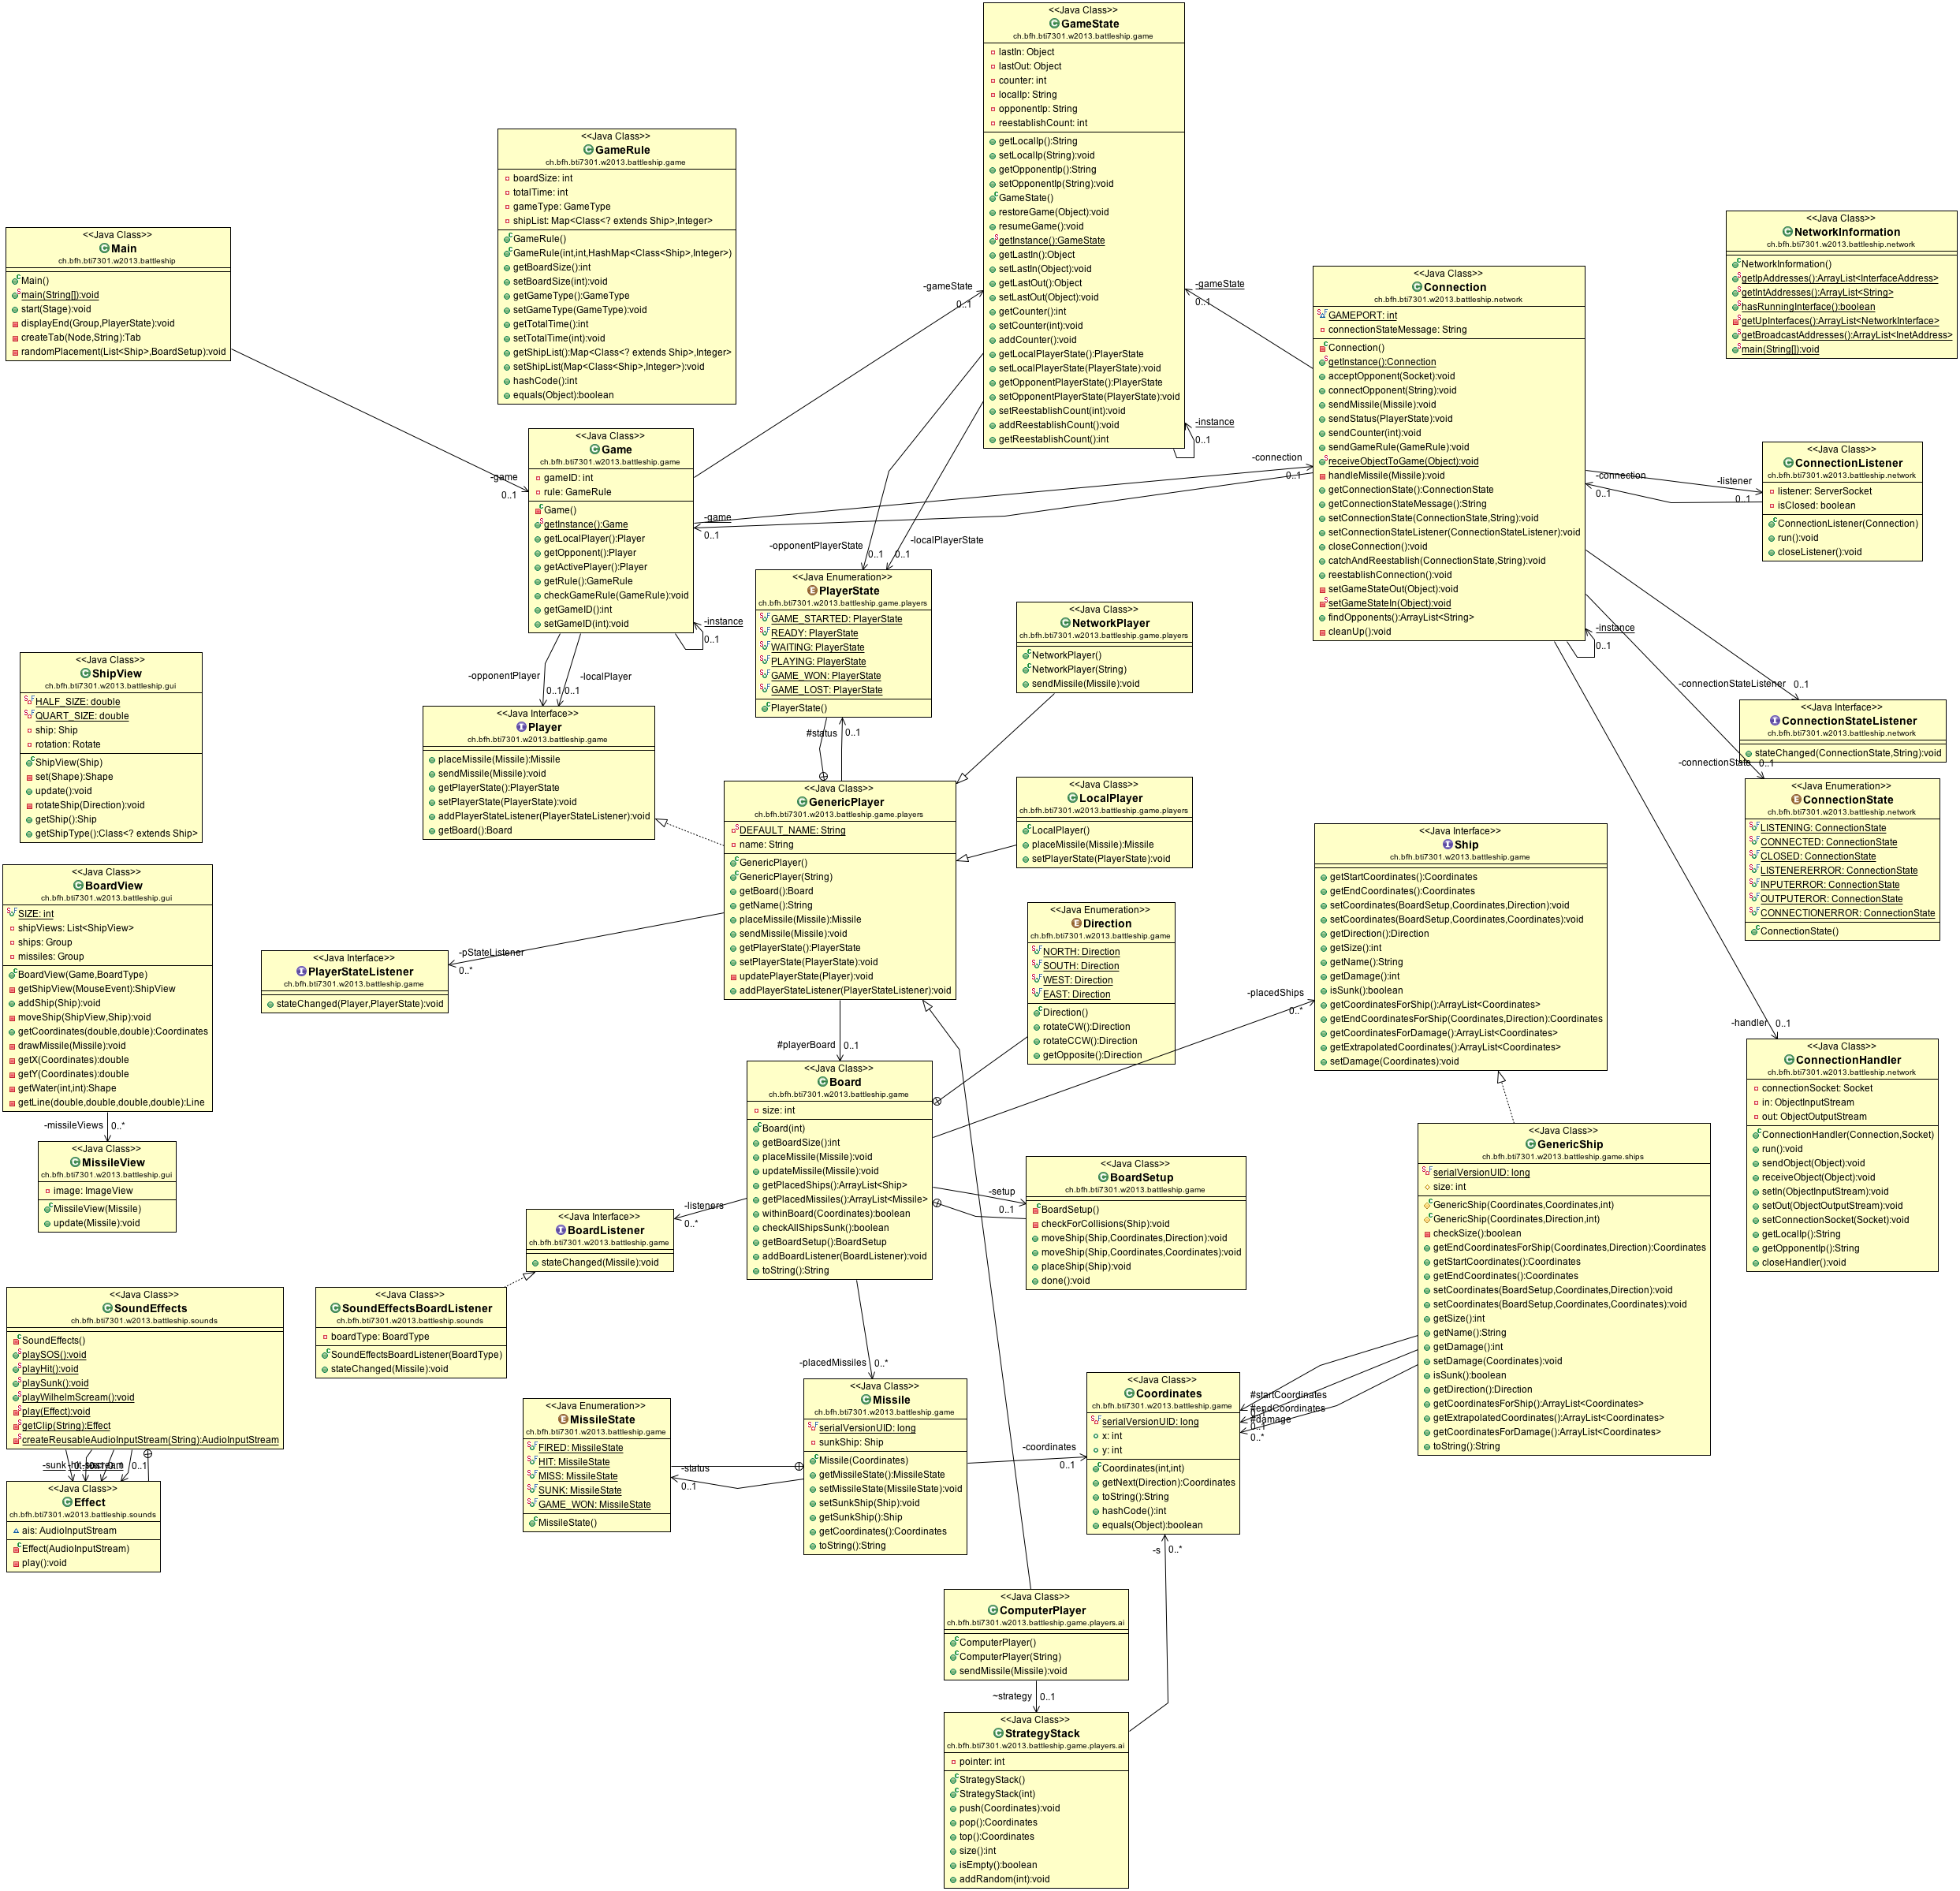 <<Java Class>>
GameState
ch.bfh.bti7301.w2013.battleship.game
lastIn: Object
lastOut: Object
counter: int
localIp: String
opponentIp: String
reestablishCount: int
getLocalIp():String
setLocalIp(String):void
getOpponentIp():String
setOpponentIp(String):void
GameState()
restoreGame(Object):void
resumeGame():void
getInstance():GameState
getLastIn():Object
setLastIn(Object):void
getLastOut():Object
setLastOut(Object):void
getCounter():int
setCounter(int):void
addCounter():void
getLocalPlayerState():PlayerState
setLocalPlayerState(PlayerState):void
getOpponentPlayerState():PlayerState
setOpponentPlayerState(PlayerState):void
setReestablishCount(int):void
addReestablishCount():void
getReestablishCount():int
-instance
0..1
<<Java Class>>
GameRule
ch.bfh.bti7301.w2013.battleship.game
boardSize: int
totalTime: int
gameType: GameType
shipList: Map<Class<? extends Ship>,Integer>
GameRule()
GameRule(int,int,HashMap<Class<Ship>,Integer>)
getBoardSize():int
setBoardSize(int):void
getGameType():GameType
setGameType(GameType):void
getTotalTime():int
setTotalTime(int):void
getShipList():Map<Class<? extends Ship>,Integer>
setShipList(Map<Class<Ship>,Integer>):void
hashCode():int
equals(Object):boolean
<<Java Class>>
Main
ch.bfh.bti7301.w2013.battleship
Main()
main(String[]):void
start(Stage):void
displayEnd(Group,PlayerState):void
createTab(Node,String):Tab
randomPlacement(List<Ship>,BoardSetup):void
-game
0..1
-gameState
0..1
-gameState
0..1
<<Java Class>>
NetworkInformation
ch.bfh.bti7301.w2013.battleship.network
NetworkInformation()
getIpAddresses():ArrayList<InterfaceAddress>
getIntAddresses():ArrayList<String>
hasRunningInterface():boolean
getUpInterfaces():ArrayList<NetworkInterface>
getBroadcastAddresses():ArrayList<InetAddress>
main(String[]):void
<<Java Class>>
Connection
ch.bfh.bti7301.w2013.battleship.network
GAMEPORT: int
connectionStateMessage: String
Connection()
getInstance():Connection
acceptOpponent(Socket):void
connectOpponent(String):void
sendMissile(Missile):void
sendStatus(PlayerState):void
sendCounter(int):void
sendGameRule(GameRule):void
receiveObjectToGame(Object):void
handleMissile(Missile):void
getConnectionState():ConnectionState
getConnectionStateMessage():String
setConnectionState(ConnectionState,String):void
setConnectionStateListener(ConnectionStateListener):void
closeConnection():void
catchAndReestablish(ConnectionState,String):void
reestablishConnection():void
setGameStateOut(Object):void
setGameStateIn(Object):void
findOpponents():ArrayList<String>
cleanUp():void
-instance
0..1
-connection
0..1
-game
0..1
<<Java Class>>
Game
ch.bfh.bti7301.w2013.battleship.game
gameID: int
rule: GameRule
Game()
getInstance():Game
getLocalPlayer():Player
getOpponent():Player
getActivePlayer():Player
getRule():GameRule
checkGameRule(GameRule):void
getGameID():int
setGameID(int):void
-instance
0..1
-opponentPlayer
0..1
-localPlayer
0..1
-connection
0..1
-listener
0..1
<<Java Class>>
ConnectionListener
ch.bfh.bti7301.w2013.battleship.network
listener: ServerSocket
isClosed: boolean
ConnectionListener(Connection)
run():void
closeListener():void
-opponentPlayerState
0..1
-localPlayerState
0..1
<<Java Enumeration>>
PlayerState
ch.bfh.bti7301.w2013.battleship.game.players
GAME_STARTED: PlayerState
READY: PlayerState
WAITING: PlayerState
PLAYING: PlayerState
GAME_WON: PlayerState
GAME_LOST: PlayerState
PlayerState()
#status
0..1
<<Java Class>>
NetworkPlayer
ch.bfh.bti7301.w2013.battleship.game.players
NetworkPlayer()
NetworkPlayer(String)
sendMissile(Missile):void
<<Java Class>>
ShipView
ch.bfh.bti7301.w2013.battleship.gui
HALF_SIZE: double
QUART_SIZE: double
ship: Ship
rotation: Rotate
ShipView(Ship)
set(Shape):Shape
update():void
rotateShip(Direction):void
getShip():Ship
getShipType():Class<? extends Ship>
<<Java Interface>>
Player
ch.bfh.bti7301.w2013.battleship.game
placeMissile(Missile):Missile
sendMissile(Missile):void
getPlayerState():PlayerState
setPlayerState(PlayerState):void
addPlayerStateListener(PlayerStateListener):void
getBoard():Board
-connectionStateListener
0..1
<<Java Interface>>
ConnectionStateListener
ch.bfh.bti7301.w2013.battleship.network
stateChanged(ConnectionState,String):void
-connectionState
0..1
<<Java Enumeration>>
ConnectionState
ch.bfh.bti7301.w2013.battleship.network
LISTENING: ConnectionState
CONNECTED: ConnectionState
CLOSED: ConnectionState
LISTENERERROR: ConnectionState
INPUTERROR: ConnectionState
OUTPUTEROR: ConnectionState
CONNECTIONERROR: ConnectionState
ConnectionState()
<<Java Class>>
GenericPlayer
ch.bfh.bti7301.w2013.battleship.game.players
DEFAULT_NAME: String
name: String
GenericPlayer()
GenericPlayer(String)
getBoard():Board
getName():String
placeMissile(Missile):Missile
sendMissile(Missile):void
getPlayerState():PlayerState
setPlayerState(PlayerState):void
updatePlayerState(Player):void
addPlayerStateListener(PlayerStateListener):void
<<Java Class>>
LocalPlayer
ch.bfh.bti7301.w2013.battleship.game.players
LocalPlayer()
placeMissile(Missile):Missile
setPlayerState(PlayerState):void
<<Java Interface>>
Ship
ch.bfh.bti7301.w2013.battleship.game
getStartCoordinates():Coordinates
getEndCoordinates():Coordinates
setCoordinates(BoardSetup,Coordinates,Direction):void
setCoordinates(BoardSetup,Coordinates,Coordinates):void
getDirection():Direction
getSize():int
getName():String
getDamage():int
isSunk():boolean
getCoordinatesForShip():ArrayList<Coordinates>
getEndCoordinatesForShip(Coordinates,Direction):Coordinates
getCoordinatesForDamage():ArrayList<Coordinates>
getExtrapolatedCoordinates():ArrayList<Coordinates>
setDamage(Coordinates):void
<<Java Class>>
BoardView
ch.bfh.bti7301.w2013.battleship.gui
SIZE: int
shipViews: List<ShipView>
ships: Group
missiles: Group
BoardView(Game,BoardType)
getShipView(MouseEvent):ShipView
addShip(Ship):void
moveShip(ShipView,Ship):void
getCoordinates(double,double):Coordinates
drawMissile(Missile):void
getX(Coordinates):double
getY(Coordinates):double
getWater(int,int):Shape
getLine(double,double,double,double):Line
-missileViews
0..*
<<Java Class>>
MissileView
ch.bfh.bti7301.w2013.battleship.gui
image: ImageView
MissileView(Missile)
update(Missile):void
-pStateListener
0..*
<<Java Interface>>
PlayerStateListener
ch.bfh.bti7301.w2013.battleship.game
stateChanged(Player,PlayerState):void
<<Java Enumeration>>
Direction
ch.bfh.bti7301.w2013.battleship.game
NORTH: Direction
SOUTH: Direction
WEST: Direction
EAST: Direction
Direction()
rotateCW():Direction
rotateCCW():Direction
getOpposite():Direction
-placedShips
0..*
-handler
0..1
<<Java Class>>
ConnectionHandler
ch.bfh.bti7301.w2013.battleship.network
connectionSocket: Socket
in: ObjectInputStream
out: ObjectOutputStream
ConnectionHandler(Connection,Socket)
run():void
sendObject(Object):void
receiveObject(Object):void
setIn(ObjectInputStream):void
setOut(ObjectOutputStream):void
setConnectionSocket(Socket):void
getLocalIp():String
getOpponentIp():String
closeHandler():void
#playerBoard
0..1
<<Java Class>>
Board
ch.bfh.bti7301.w2013.battleship.game
size: int
Board(int)
getBoardSize():int
placeMissile(Missile):void
updateMissile(Missile):void
getPlacedShips():ArrayList<Ship>
getPlacedMissiles():ArrayList<Missile>
withinBoard(Coordinates):boolean
checkAllShipsSunk():boolean
getBoardSetup():BoardSetup
addBoardListener(BoardListener):void
toString():String
-setup
0..1
<<Java Class>>
BoardSetup
ch.bfh.bti7301.w2013.battleship.game
BoardSetup()
checkForCollisions(Ship):void
moveShip(Ship,Coordinates,Direction):void
moveShip(Ship,Coordinates,Coordinates):void
placeShip(Ship):void
done():void
<<Java Class>>
GenericShip
ch.bfh.bti7301.w2013.battleship.game.ships
serialVersionUID: long
size: int
GenericShip(Coordinates,Coordinates,int)
GenericShip(Coordinates,Direction,int)
checkSize():boolean
getEndCoordinatesForShip(Coordinates,Direction):Coordinates
getStartCoordinates():Coordinates
getEndCoordinates():Coordinates
setCoordinates(BoardSetup,Coordinates,Direction):void
setCoordinates(BoardSetup,Coordinates,Coordinates):void
getSize():int
getName():String
getDamage():int
setDamage(Coordinates):void
isSunk():boolean
getDirection():Direction
getCoordinatesForShip():ArrayList<Coordinates>
getExtrapolatedCoordinates():ArrayList<Coordinates>
getCoordinatesForDamage():ArrayList<Coordinates>
toString():String
-listeners
0..*
<<Java Interface>>
BoardListener
ch.bfh.bti7301.w2013.battleship.game
stateChanged(Missile):void
<<Java Class>>
SoundEffectsBoardListener
ch.bfh.bti7301.w2013.battleship.sounds
boardType: BoardType
SoundEffectsBoardListener(BoardType)
stateChanged(Missile):void
<<Java Class>>
SoundEffects
ch.bfh.bti7301.w2013.battleship.sounds
SoundEffects()
playSOS():void
playHit():void
playSunk():void
playWilhelmScream():void
play(Effect):void
getClip(String):Effect
createReusableAudioInputStream(String):AudioInputStream
-sunk
0..1
<<Java Class>>
Effect
ch.bfh.bti7301.w2013.battleship.sounds
ais: AudioInputStream
Effect(AudioInputStream)
play():void
-placedMissiles
0..*
<<Java Enumeration>>
MissileState
ch.bfh.bti7301.w2013.battleship.game
FIRED: MissileState
HIT: MissileState
MISS: MissileState
SUNK: MissileState
GAME_WON: MissileState
MissileState()
-status
0..1
<<Java Class>>
Missile
ch.bfh.bti7301.w2013.battleship.game
serialVersionUID: long
sunkShip: Ship
Missile(Coordinates)
getMissileState():MissileState
setMissileState(MissileState):void
setSunkShip(Ship):void
getSunkShip():Ship
getCoordinates():Coordinates
toString():String
-coordinates
0..1
<<Java Class>>
Coordinates
ch.bfh.bti7301.w2013.battleship.game
serialVersionUID: long
x: int
y: int
Coordinates(int,int)
getNext(Direction):Coordinates
toString():String
hashCode():int
equals(Object):boolean
#startCoordinates
#endCoordinates
#damage
0..1
0..*
-s
0..*
<<Java Class>>
ComputerPlayer
ch.bfh.bti7301.w2013.battleship.game.players.ai
ComputerPlayer()
ComputerPlayer(String)
sendMissile(Missile):void
~strategy
0..1
<<Java Class>>
StrategyStack
ch.bfh.bti7301.w2013.battleship.game.players.ai
pointer: int
StrategyStack()
StrategyStack(int)
push(Coordinates):void
pop():Coordinates
top():Coordinates
size():int
isEmpty():boolean
addRandom(int):void